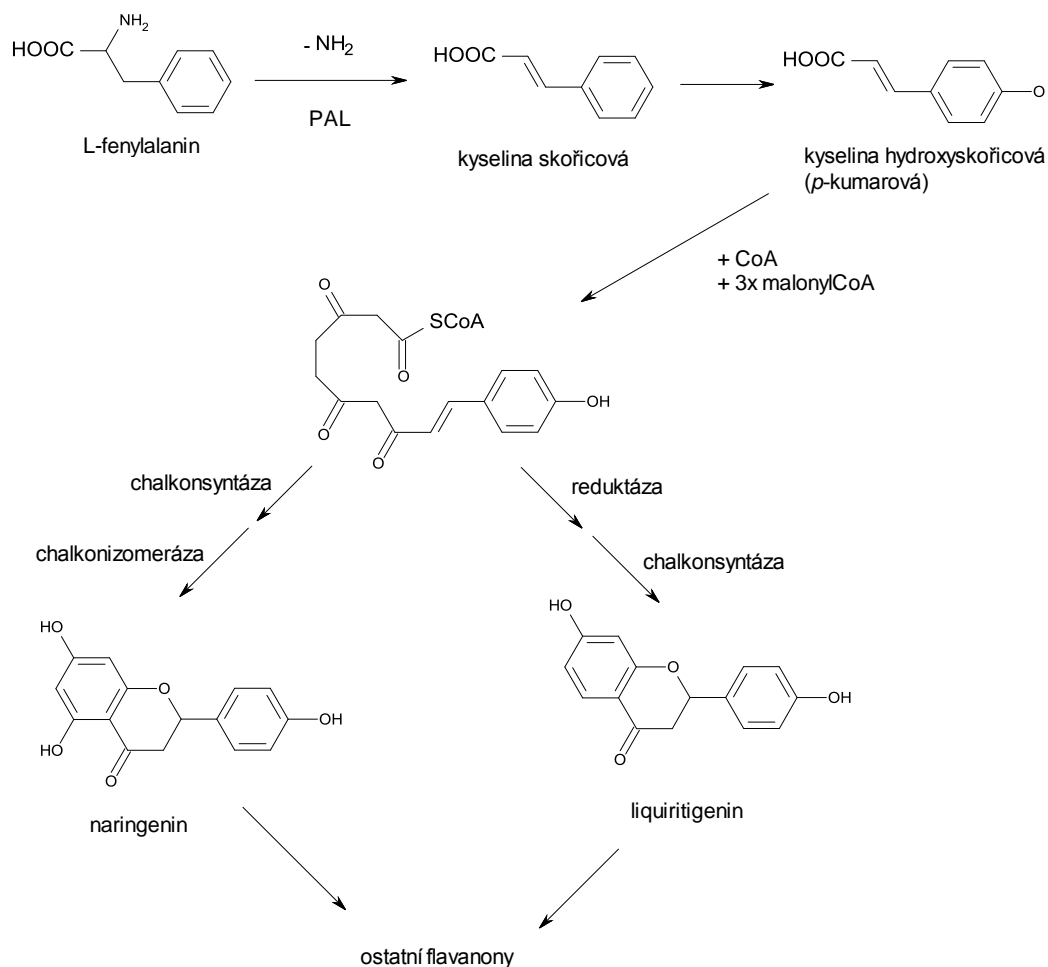 NH2
HOOC
- NH2
PAL
L-fenylalanin
HOOC
kyselina skořicová
HOOC
O
kyselina hydroxyskořicová
(p-kumarová)
+ CoA
+ 3x malonylCoA
O
SCoA
O
O
O
OH
chalkonsyntáza
chalkonizomeráza
reduktáza
chalkonsyntáza
HO
O
OH
HO
O
naringenin
HO
O
OH
O
liquiritigenin
ostatní flavanony